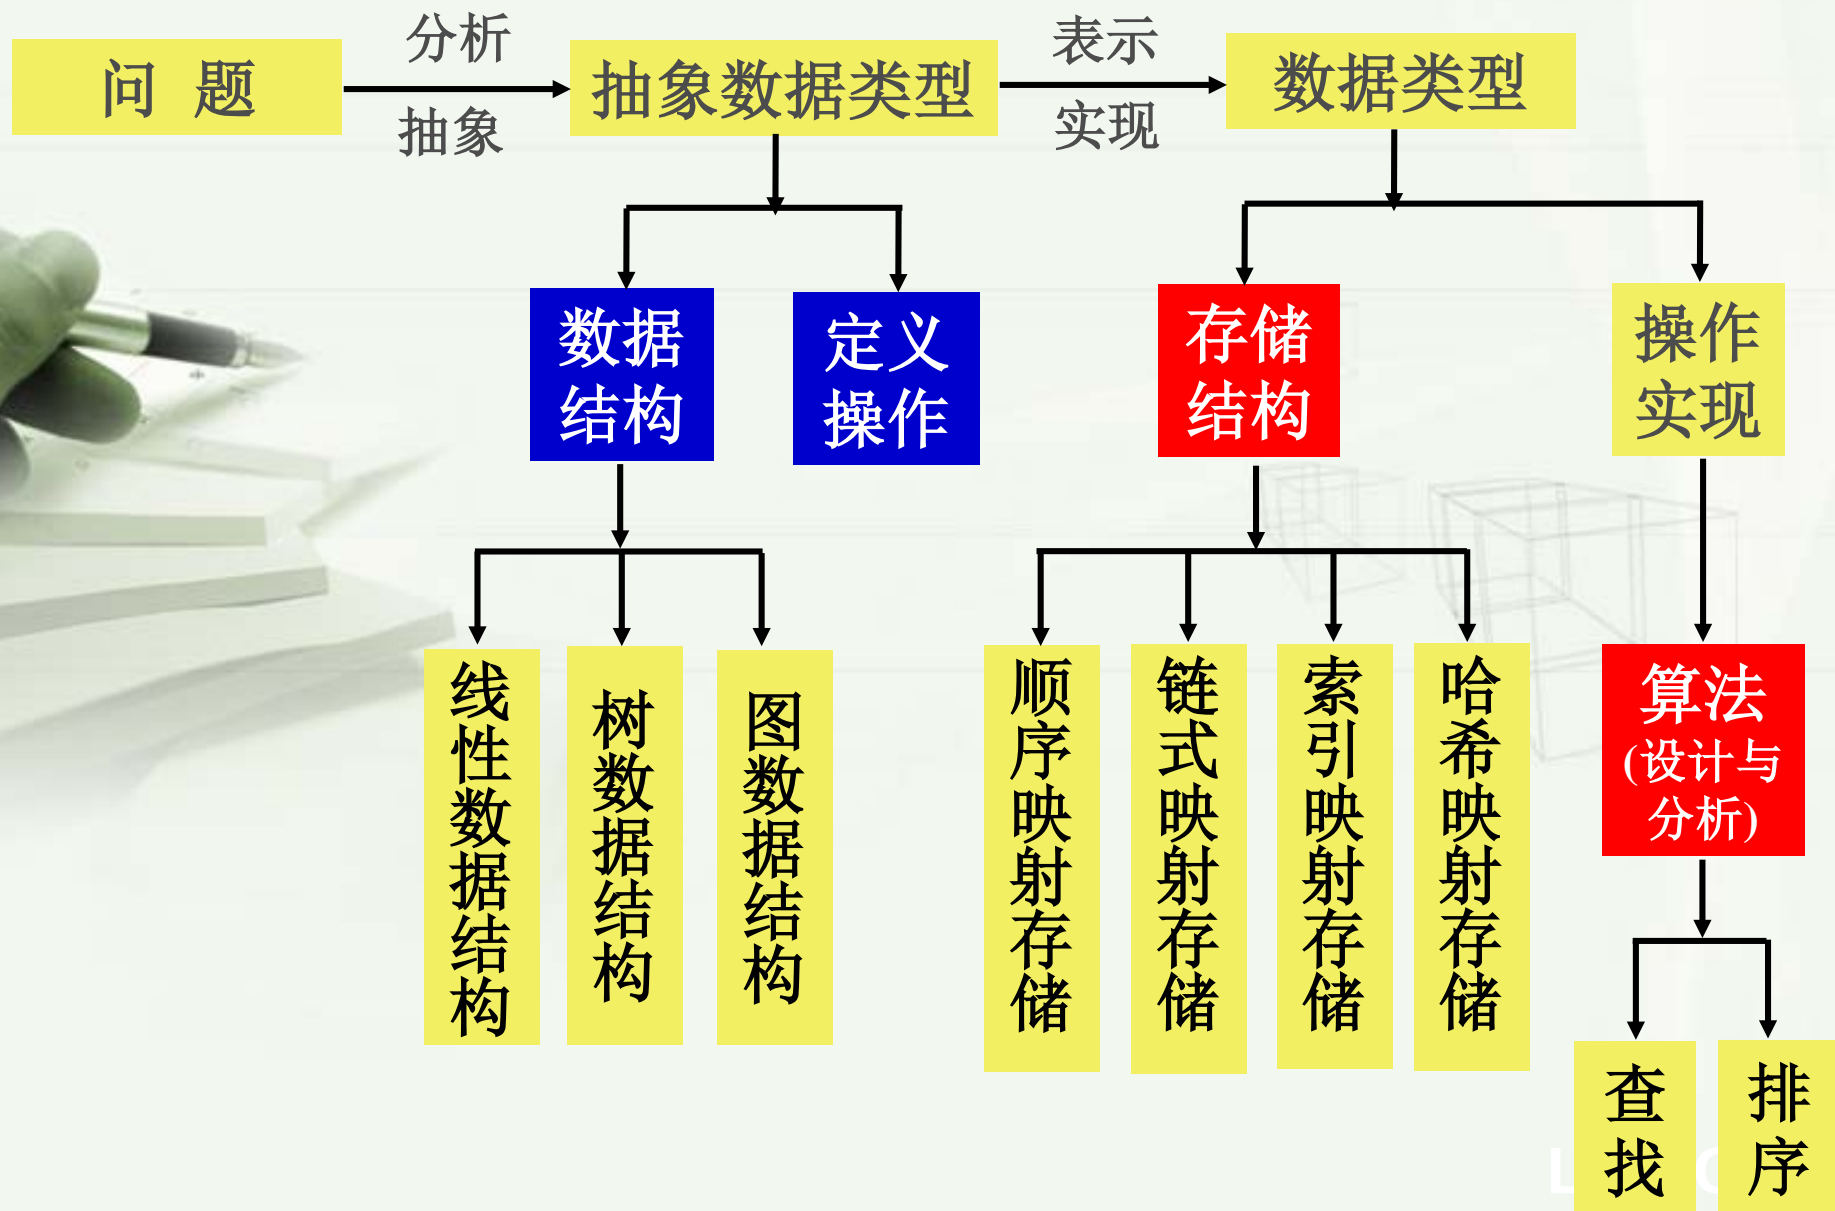 问 题
分析
抽象
抽象数据类型
表示
实现
数据类型
数据
结构
定义
操作
存储
结构
操作
实现
线性数据结构
树数据结构
图数据结构
顺序映射存储
链式映射存储
索引映射存储
哈希映射存储
算法
(设计与
分析)
查找
排序